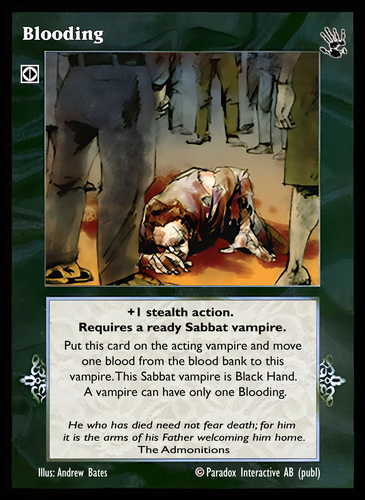 Blooding
+1 stealth action.
Requires a ready Sabbat vampire.
Put this card on the acting vampire and move
one blood from the blood bank to this
vampire.This Sabbat vampire is Black Hand.
A vampire can have only one Blooding.
He who has died need not fear death; for him
it is the arms of his Father welcoming him home.
The Admonitions
Illus: Andrew Bates
© Paradox Interactive AB (publ)